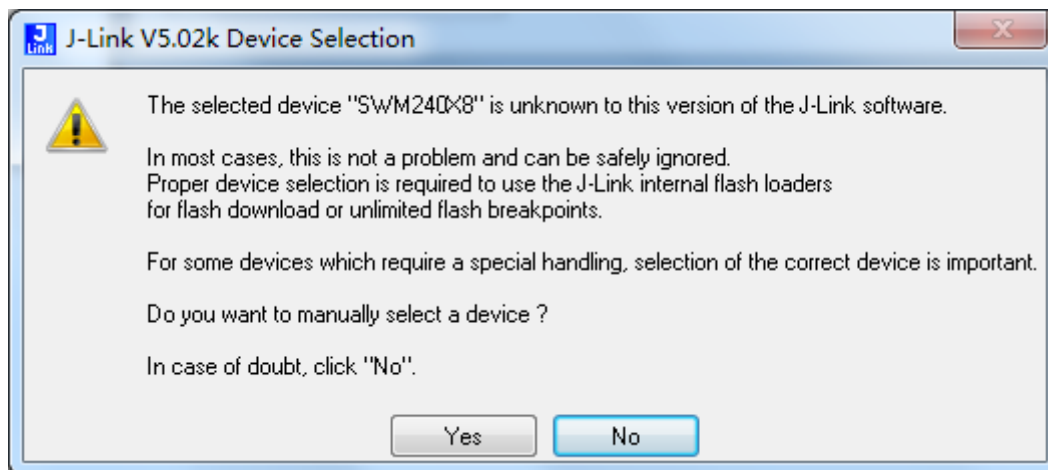 J
Link
J-Link V5.02k Device Selection
The selected device "SWM240X8" is unknown to this version of the J-Link software.
In most cases, this is not a problem and can be safely ignored.
Proper device selection is required to use the J-Link internal flash loaders
for flash download or unlimited flash breakpoints.
For some devices which require a special handling, selection of the correct device is important.
Do you want to manually select a device ?
In case of doubt, click "No".
Yes
No